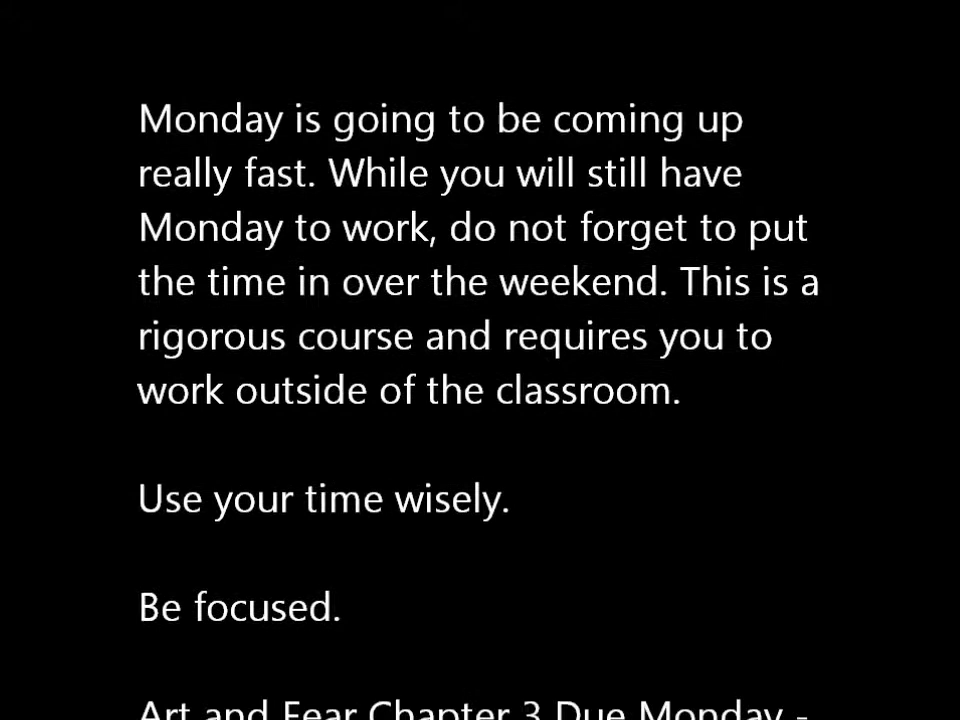 Monday is going to be coming up
really fast. While you will still have
Monday to work, do not forget to put
the time in over the weekend. This is a
rigorous course and requires you to
work outside of the classroom.
Use your time wisely.
Be focused.
Art and Fear Chapter 3 Due Monday -